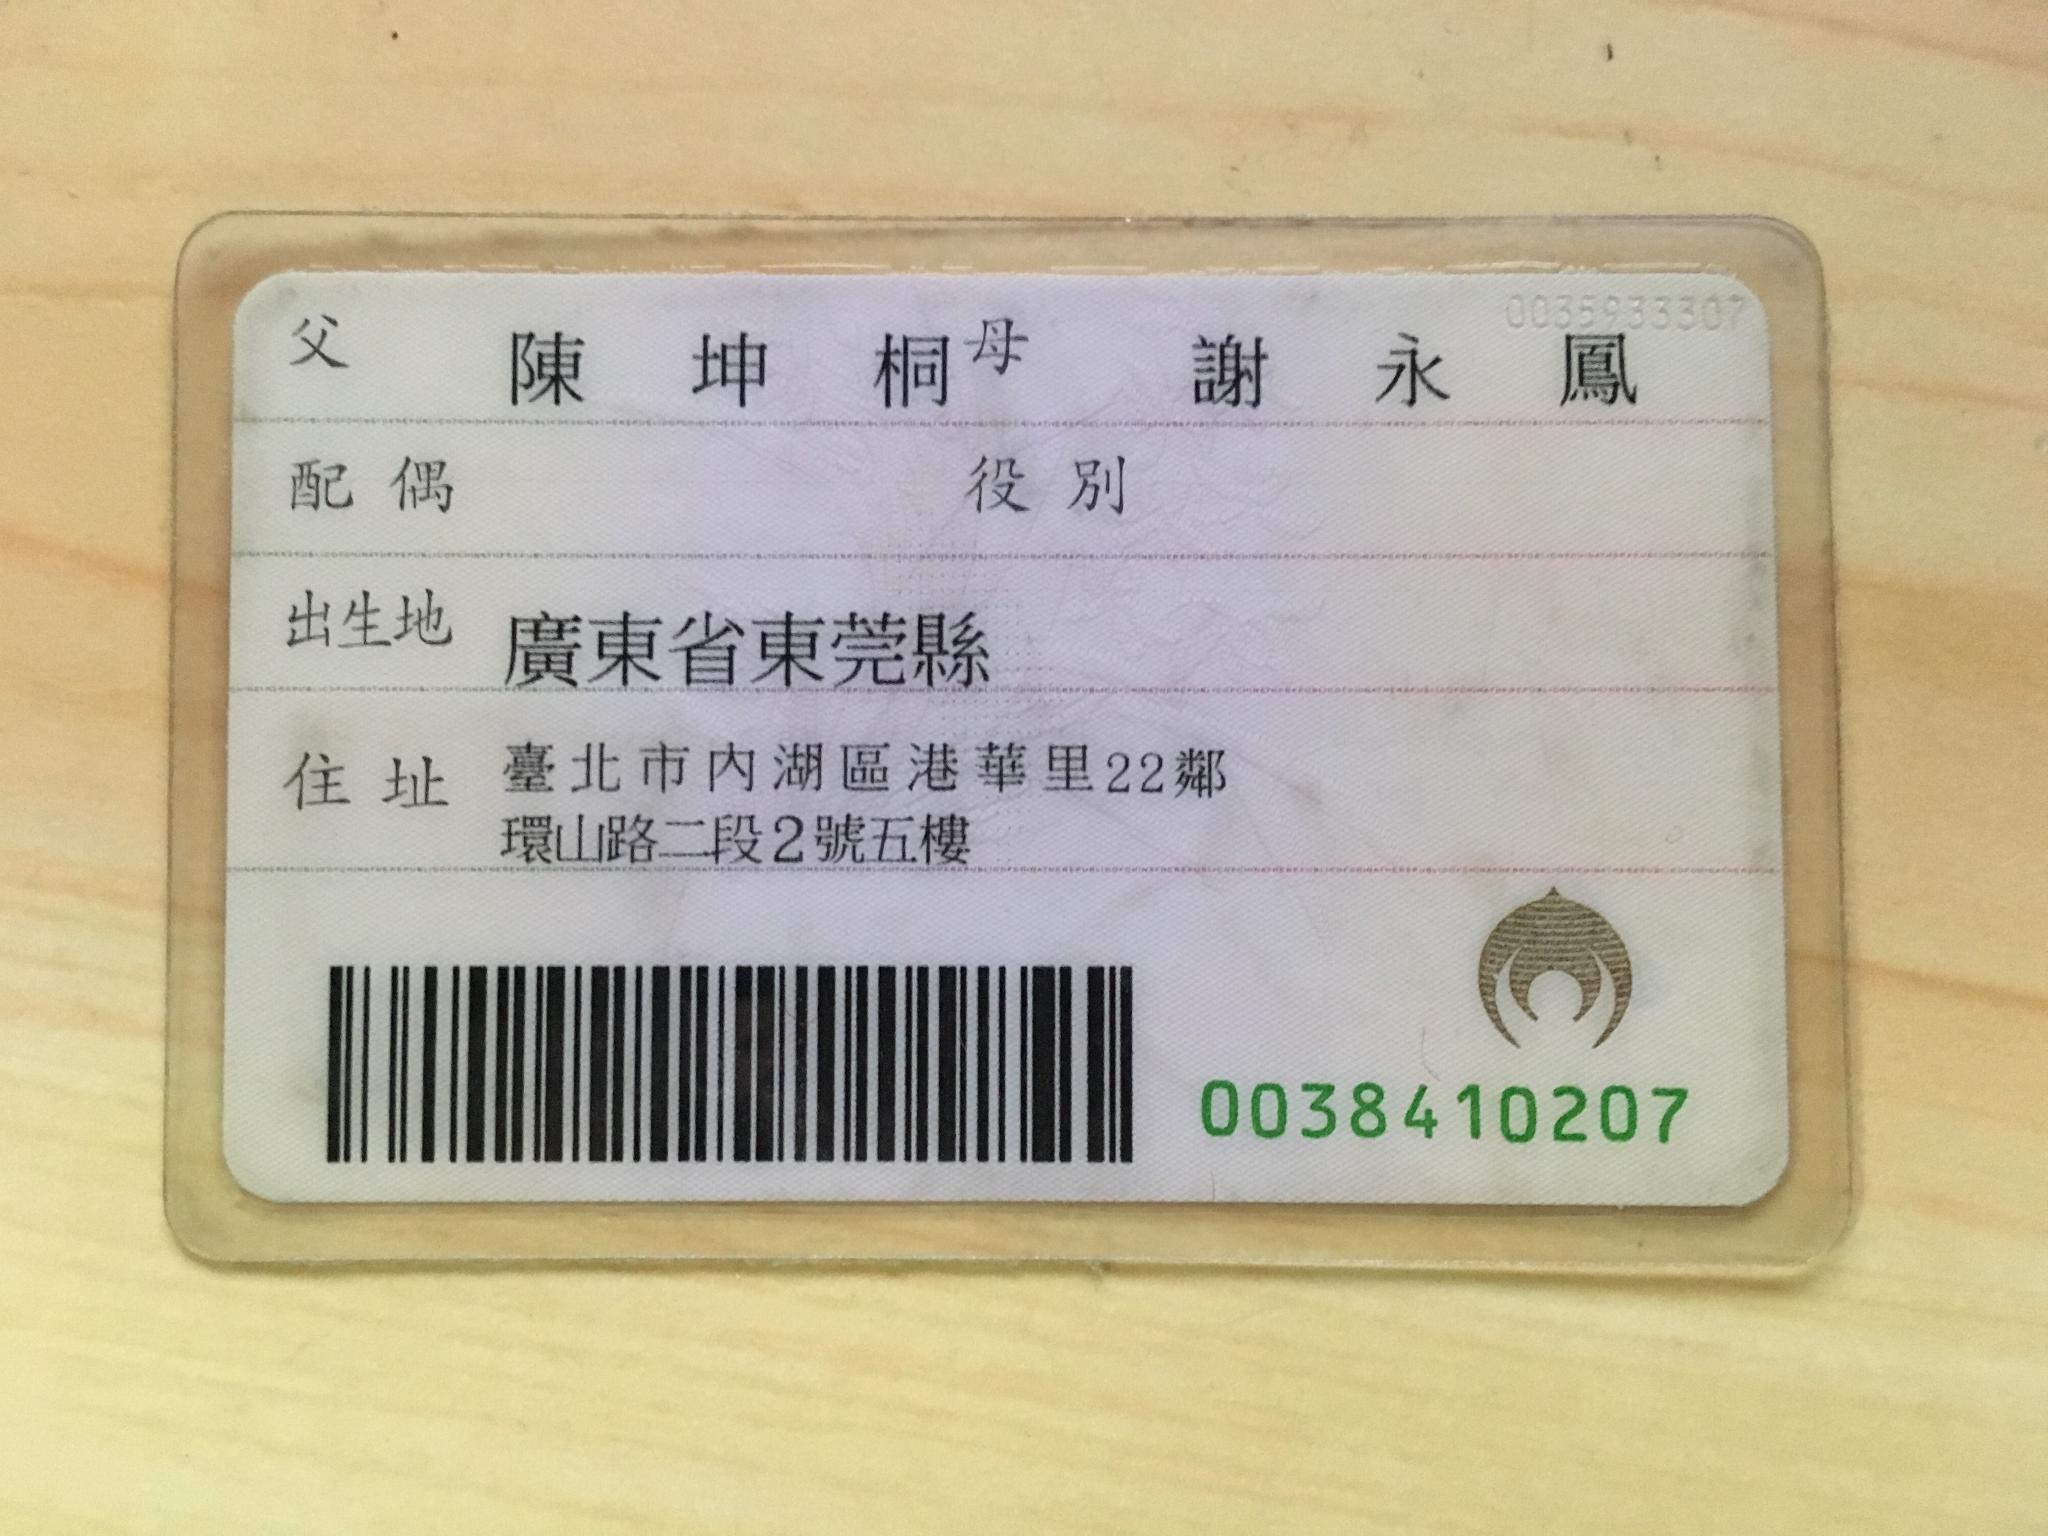 0035933307
父 陳坤桐 母 謝永鳳
配偶 役別
出生地 廣東省東莞縣
住址 臺北市內湖區港華里22鄰
環山路二段2號五樓
0038410207